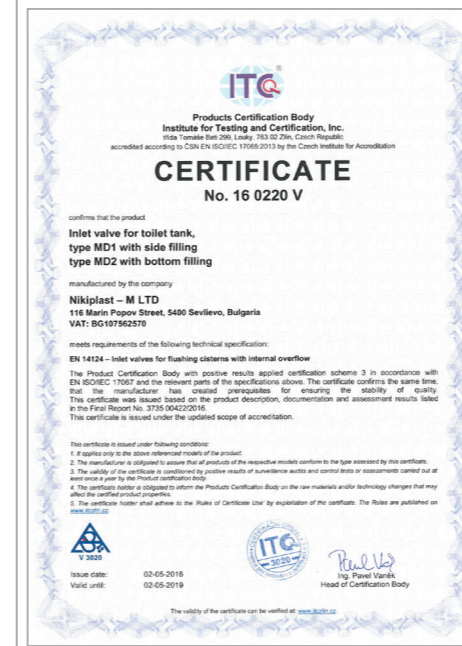 ITC
®
Products Certification Body
Institute for Testing and Certification, Inc.
třída Tomáše Bati 299, Louky, 763 02 Zlín, Czech Republic
accredited according to ČSN EN ISO/IEC 17065:2013 by the Czech Institute for Accreditation
CERTIFICATE
No. 16 0220 V
confirms that the product
Inlet valve for toilet tank,
type MD1 with side filling
type MD2 with bottom filling
manufactured by the company
Nikiplast – M LTD
116 Marin Popov Street, 5400 Sevlievo, Bulgaria
VAT: BG107562570
meets requirements of the following technical specification:
EN 14124 – Inlet valves for flushing cisterns with internal overflow
The Product Certification Body with positive results applied certification scheme 3 in accordance with
EN ISO/IEC 17067 and the relevant parts of the specifications above. The certificate confirms the same time,
that the manufacturer has created prerequisites for ensuring the stability of quality.
This certificate was issued based on the product description, documentation and assessment results listed
in the Final Report No. 3735 00422/2016.
This certificate is issued under the updated scope of accreditation.
This certificate is issued under following conditions:
1. It applies only to the above referenced models of the product.
2. The manufacturer is obligated to assure that all products of the respective models conform to the type assessed by this certificate.
3. The validity of the certificate is conditioned by positive results of surveillance audits and control tests or assessments carried out at
least once a year by the Product certification body.
4. The certificate holder is obligated to inform the Products Certification Body on the raw materials and/or technology changes that may
affect the certified product properties.
5. The certificate holder shall adhere to the 'Rules of Certificate Use' by exploitation of the certificate. The Rules are published on
www.itczlin.cz.
V 3020
ITC
3020
Issue date: 02-05-2016
Valid until: 02-05-2019
Ing. Pavel Vaněk
Head of Certification Body
The validity of the certificate can be verified at: www.itczlin.cz